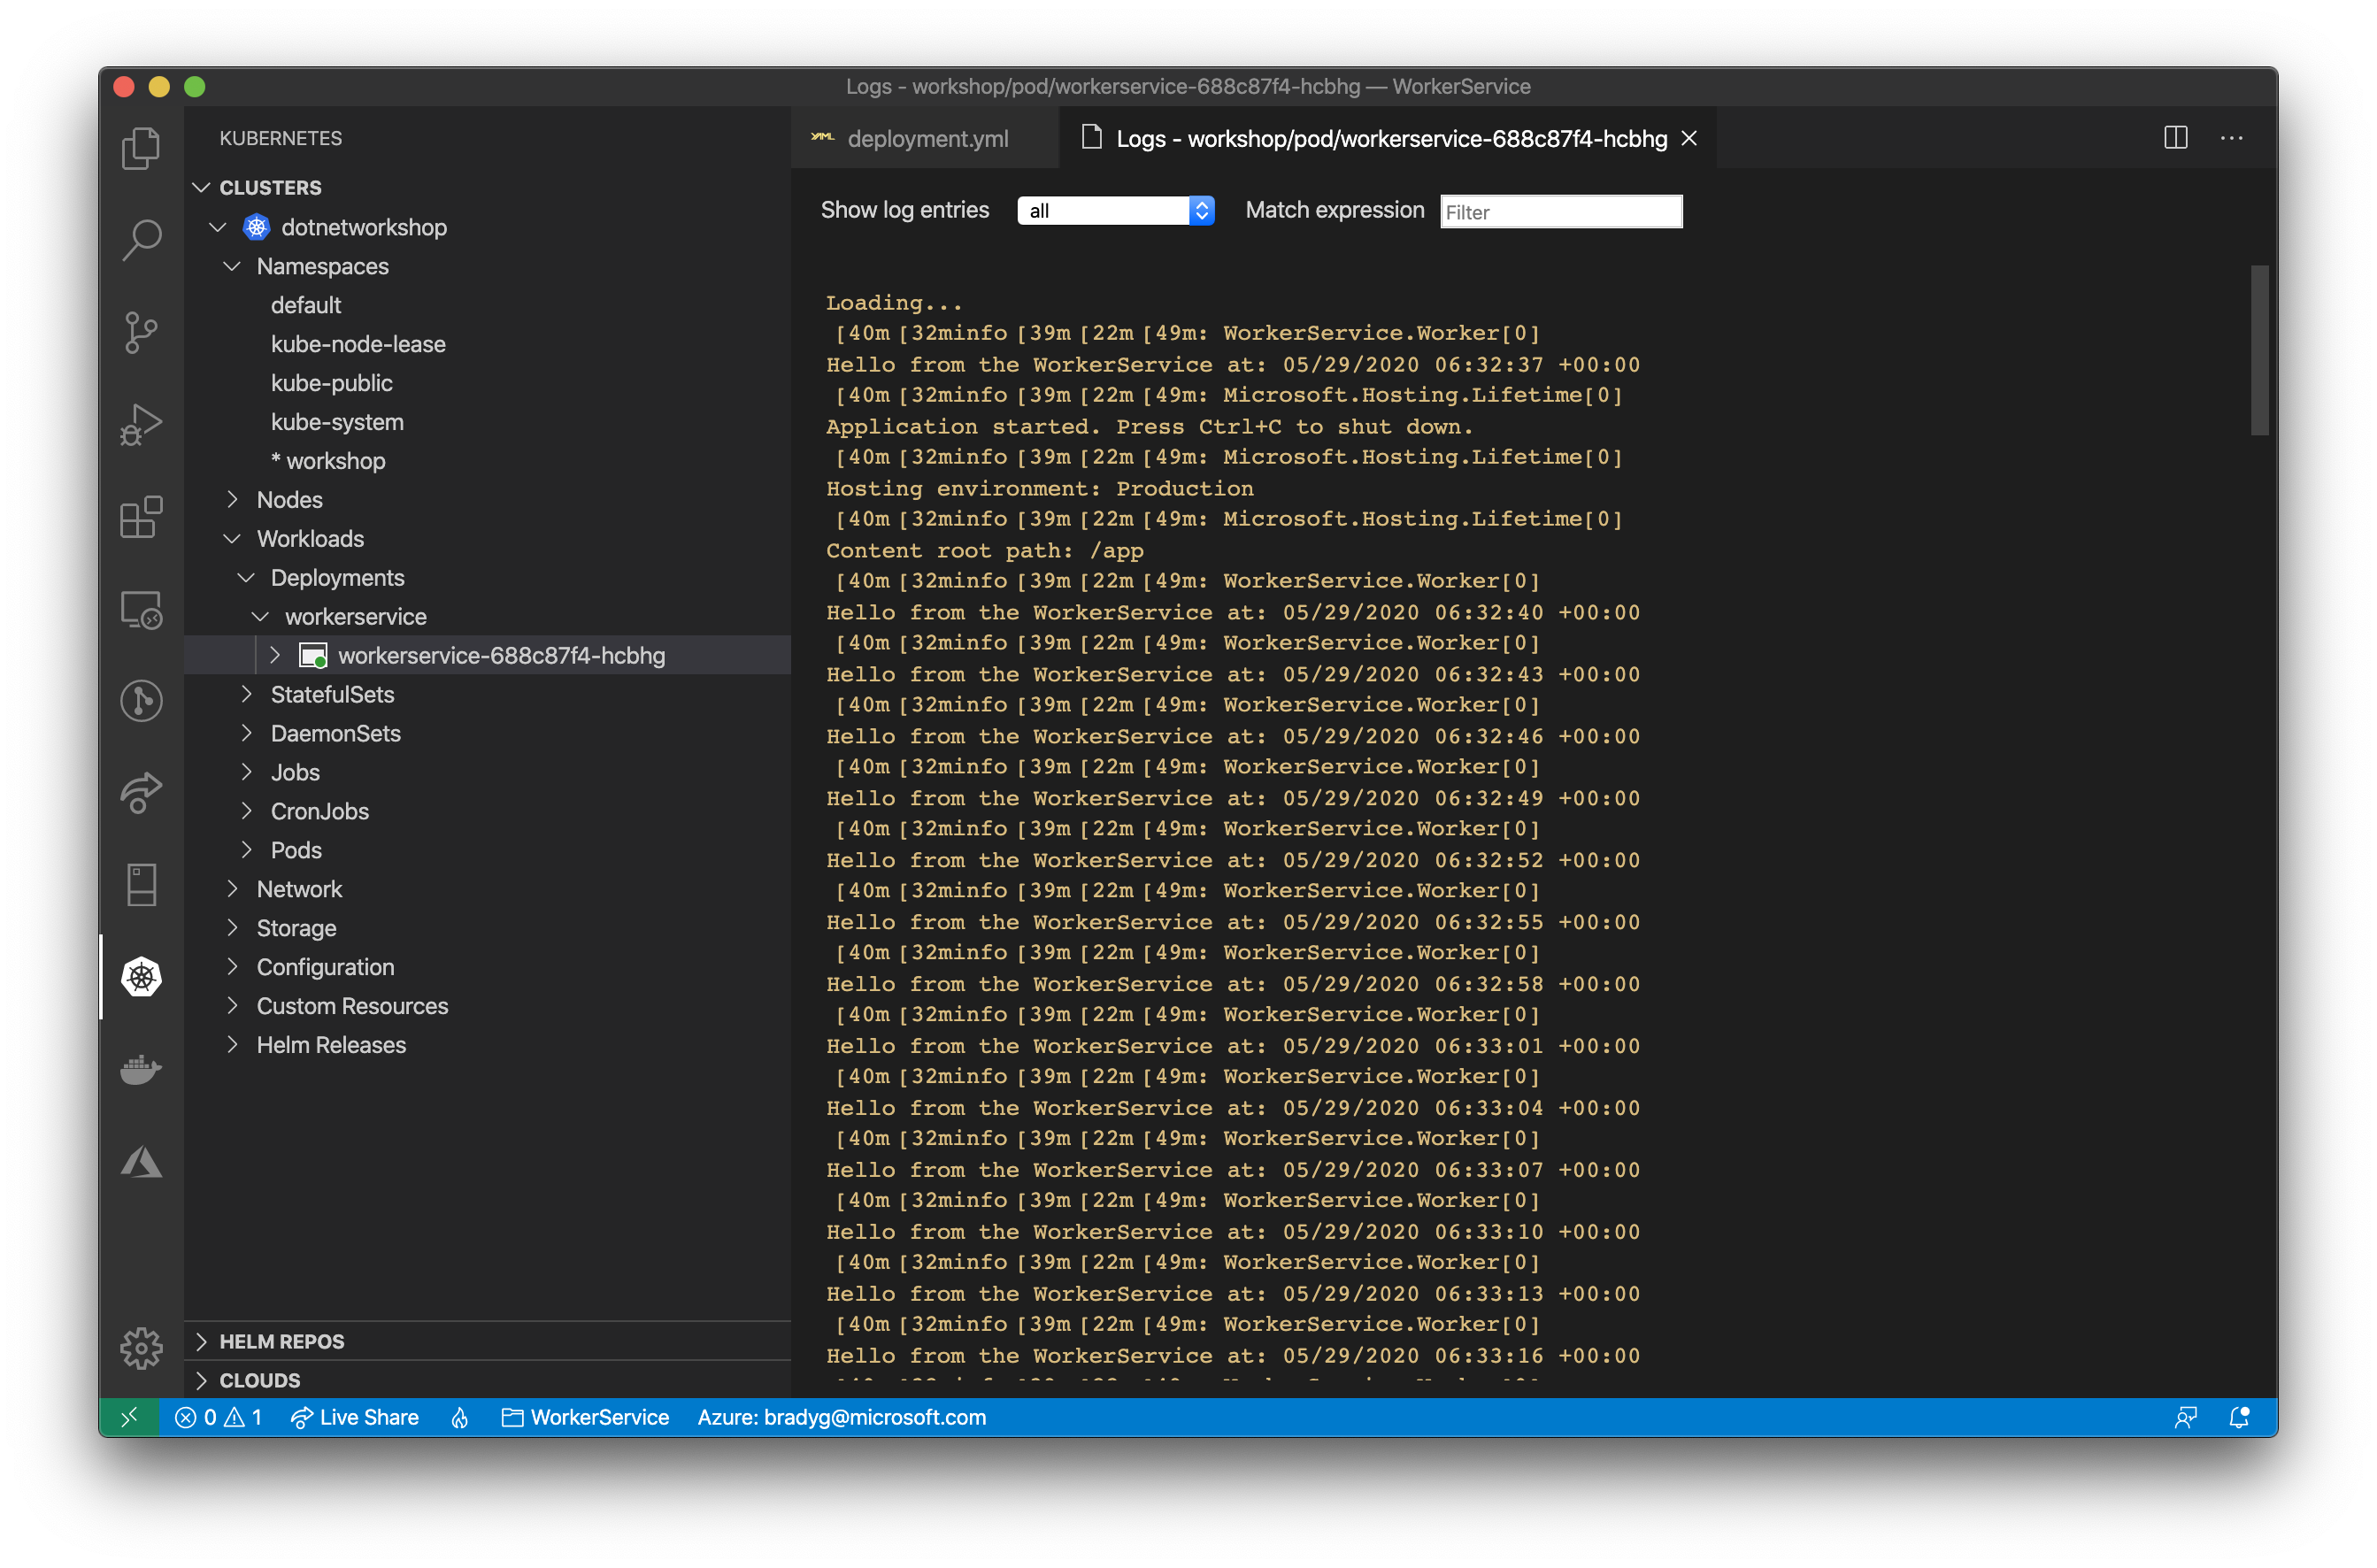 Logs - workshop/pod/workerservice-688c87f4-hcbhg — WorkerService
KUBERNETES
CLUSTERS
dotnetworkshop
Namespaces
default
kube-node-lease
kube-public
kube-system
* workshop
Nodes
Workloads
Deployments
workerservice
workerservice-688c87f4-hcbhg
StatefulSets
DaemonSets
Jobs
CronJobs
Pods
Network
Storage
Configuration
Custom Resources
Helm Releases
HELM REPOS
CLOUDS
YAML deployment.yml
Logs - workshop/pod/workerservice-688c87f4-hcbhg
Show log entries all Match expression Filter
Loading...
[40m[32minfo[39m[22m[49m: WorkerService.Worker[0]
Hello from the WorkerService at: 05/29/2020 06:32:37 +00:00
[40m[32minfo[39m[22m[49m: Microsoft.Hosting.Lifetime[0]
Application started. Press Ctrl+C to shut down.
[40m[32minfo[39m[22m[49m: Microsoft.Hosting.Lifetime[0]
Hosting environment: Production
[40m[32minfo[39m[22m[49m: Microsoft.Hosting.Lifetime[0]
Content root path: /app
[40m[32minfo[39m[22m[49m: WorkerService.Worker[0]
Hello from the WorkerService at: 05/29/2020 06:32:40 +00:00
[40m[32minfo[39m[22m[49m: WorkerService.Worker[0]
Hello from the WorkerService at: 05/29/2020 06:32:43 +00:00
[40m[32minfo[39m[22m[49m: WorkerService.Worker[0]
Hello from the WorkerService at: 05/29/2020 06:32:46 +00:00
[40m[32minfo[39m[22m[49m: WorkerService.Worker[0]
Hello from the WorkerService at: 05/29/2020 06:32:49 +00:00
[40m[32minfo[39m[22m[49m: WorkerService.Worker[0]
Hello from the WorkerService at: 05/29/2020 06:32:52 +00:00
[40m[32minfo[39m[22m[49m: WorkerService.Worker[0]
Hello from the WorkerService at: 05/29/2020 06:32:55 +00:00
[40m[32minfo[39m[22m[49m: WorkerService.Worker[0]
Hello from the WorkerService at: 05/29/2020 06:32:58 +00:00
[40m[32minfo[39m[22m[49m: WorkerService.Worker[0]
Hello from the WorkerService at: 05/29/2020 06:33:01 +00:00
[40m[32minfo[39m[22m[49m: WorkerService.Worker[0]
Hello from the WorkerService at: 05/29/2020 06:33:04 +00:00
[40m[32minfo[39m[22m[49m: WorkerService.Worker[0]
Hello from the WorkerService at: 05/29/2020 06:33:07 +00:00
[40m[32minfo[39m[22m[49m: WorkerService.Worker[0]
Hello from the WorkerService at: 05/29/2020 06:33:10 +00:00
[40m[32minfo[39m[22m[49m: WorkerService.Worker[0]
Hello from the WorkerService at: 05/29/2020 06:33:13 +00:00
[40m[32minfo[39m[22m[49m: WorkerService.Worker[0]
Hello from the WorkerService at: 05/29/2020 06:33:16 +00:00
0 1 Live Share WorkerService Azure: bradyg@microsoft.com